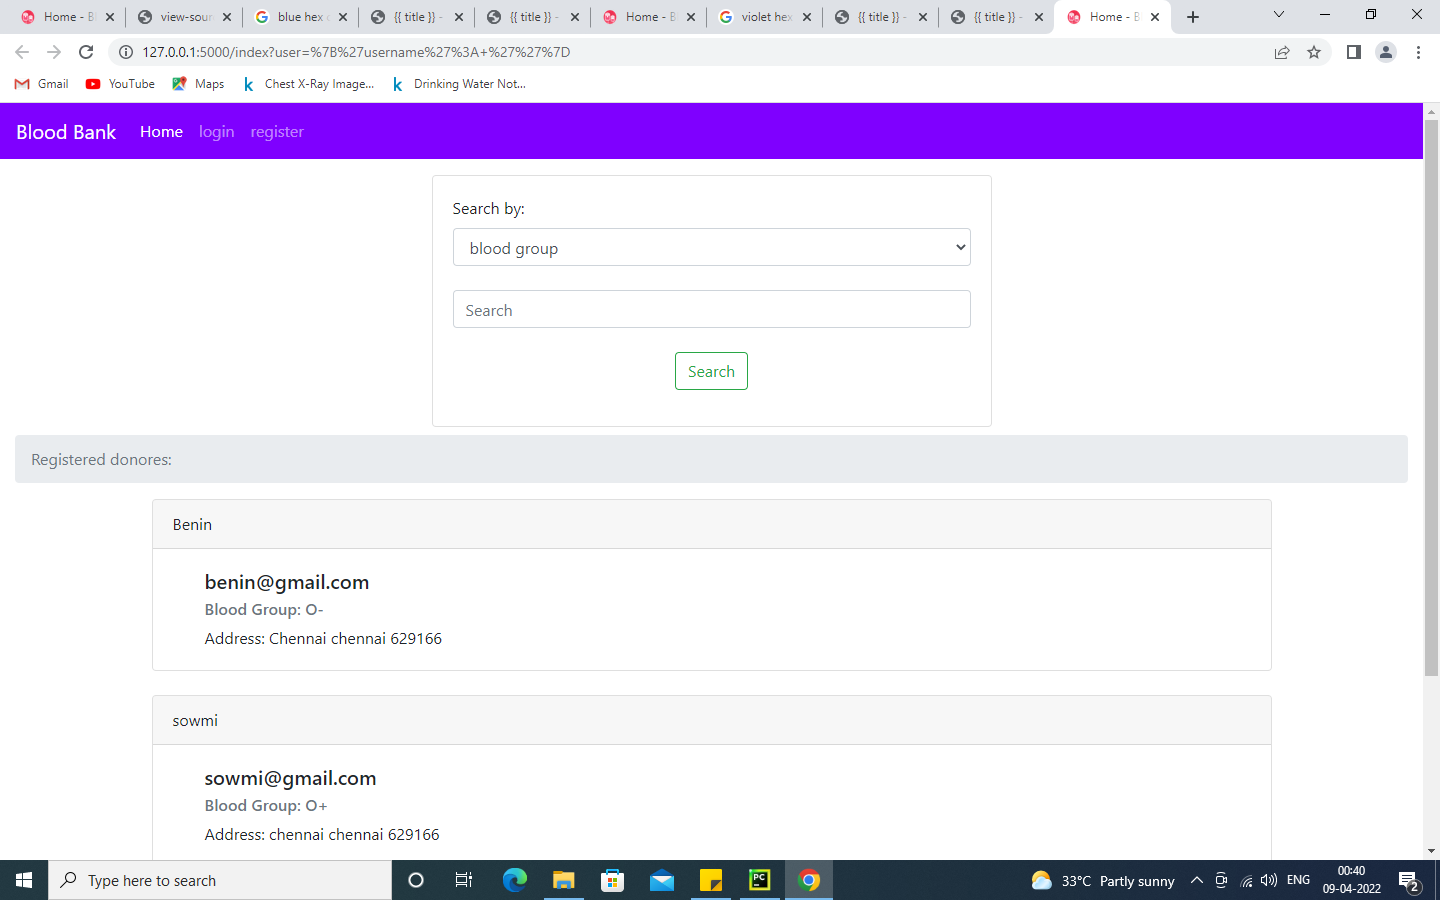 Home - B
view-sour
blue hex c
{{ title }} -
{{ title }} -
Home - B
violet hex
{{ title }} -
{{ title }} -
Home - B
127.0.0.1:5000/index?user=%7B%27username%27%3A+%27%27%7D
Gmail
YouTube
Maps
Chest X-Ray Image...
Drinking Water Not...
Blood Bank Home login register
Search by:
blood group
Search
Search
Registered donores:
Benin
benin@gmail.com
Blood Group: O-
Address: Chennai chennai 629166
sowmi
sowmi@gmail.com
Blood Group: O+
Address: chennai chennai 629166
Type here to search
PC
33°C Partly sunny
ENG
00:40
09-04-2022
2